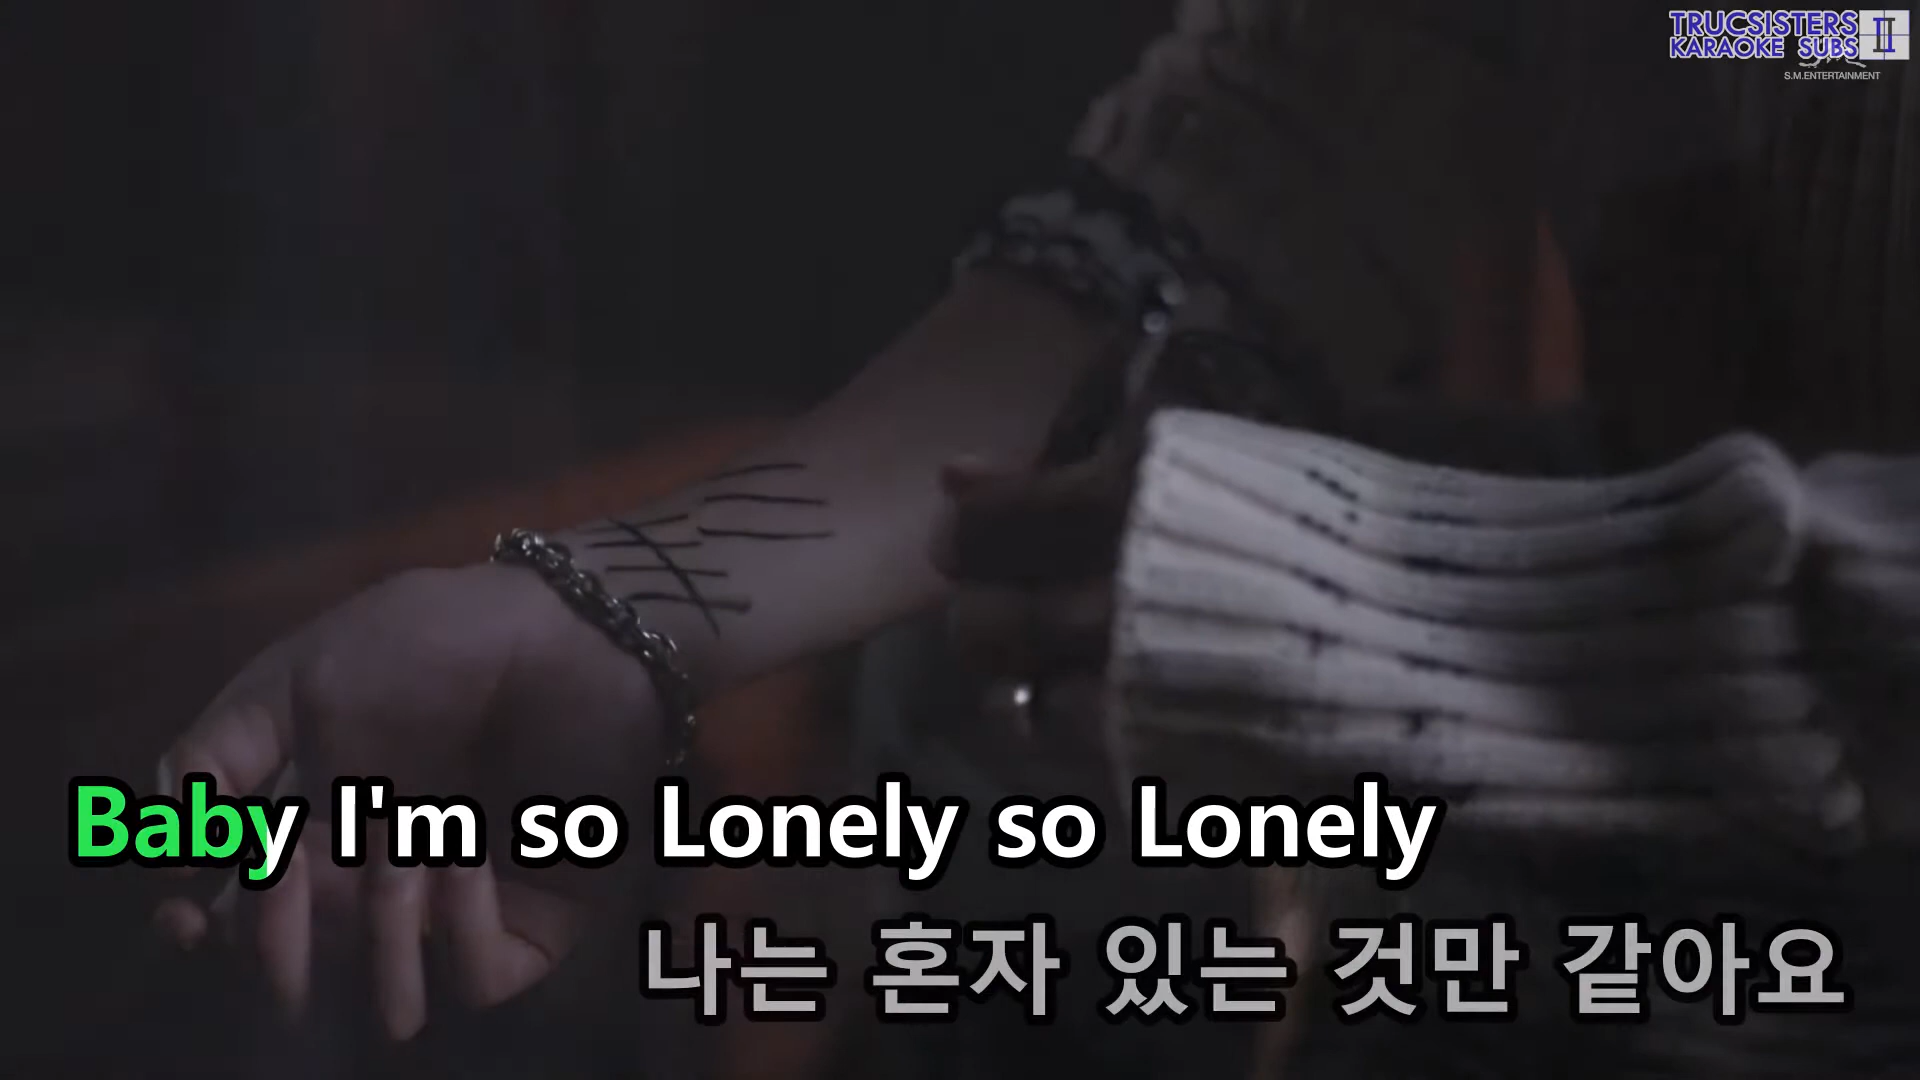 TRUCSISTERS
KARAOKE SUBS II
S.M.ENTERTAINMENT
Baby I'm so Lonely so Lonely
나는 혼자 있는 것만 같아요